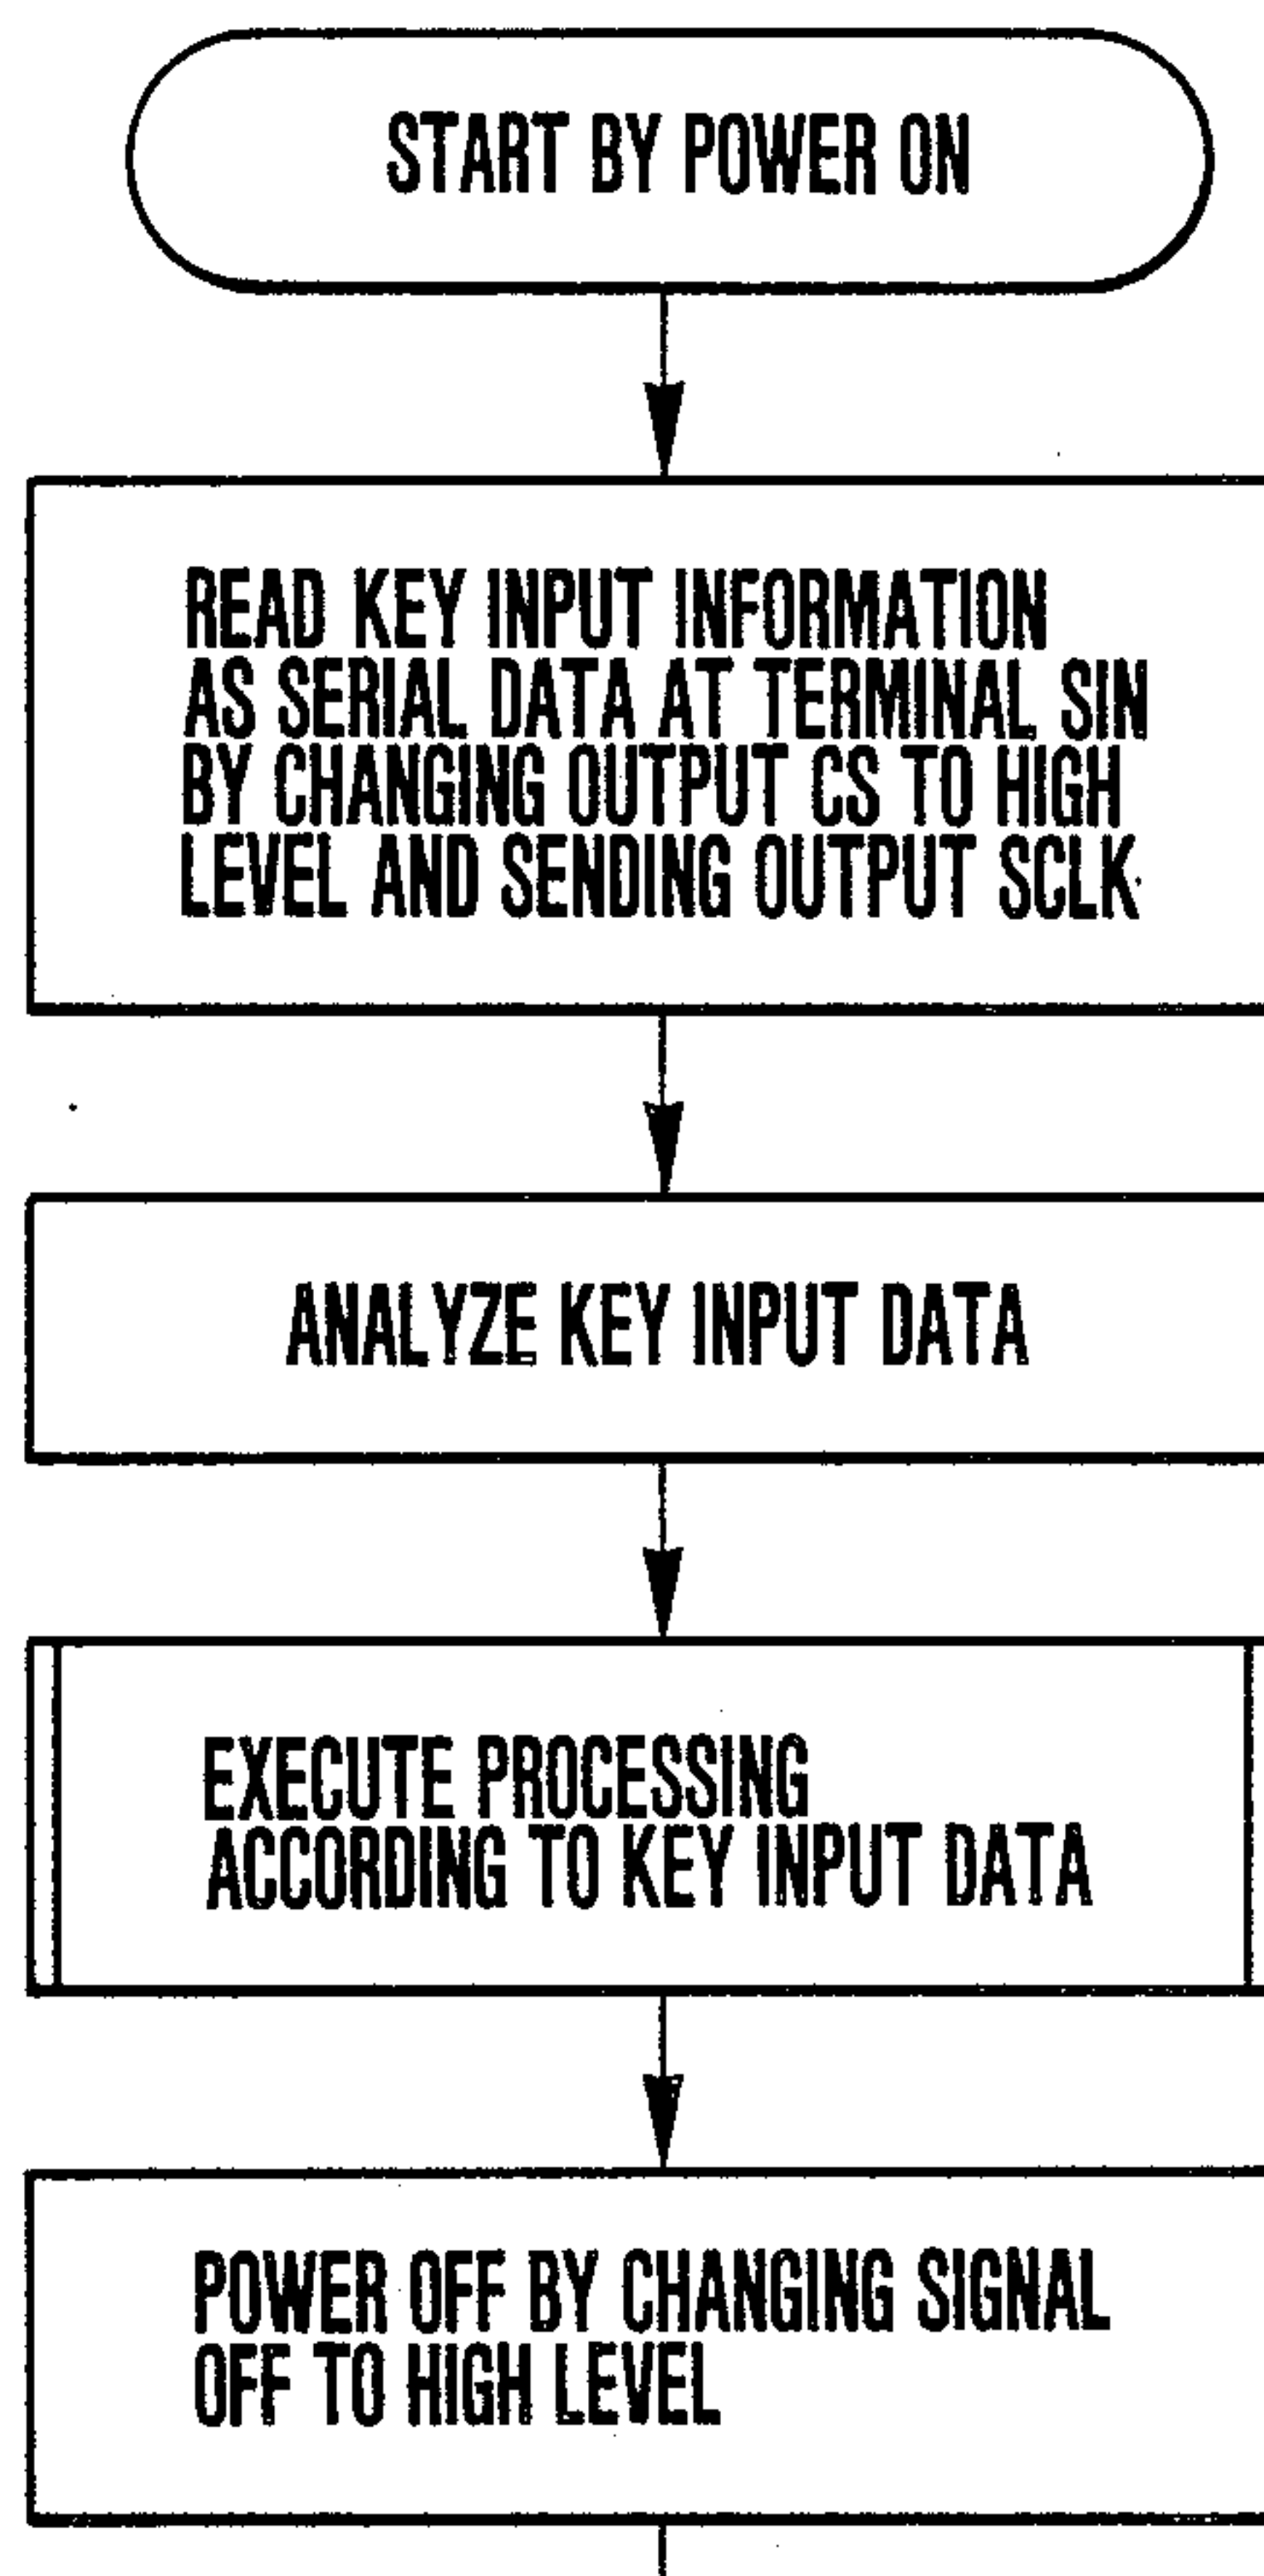 START BY POWER ON
READ KEY INPUT INFORMATION
AS SERIAL DATA AT TERMINAL SIN
BY CHANGING OUTPUT CS TO HIGH
LEVEL AND SENDING OUTPUT SCLK
ANALYZE KEY INPUT DATA
EXECUTE PROCESSING
ACCORDING TO KEY INPUT DATA
POWER OFF BY CHANGING SIGNAL
OFF TO HIGH LEVEL